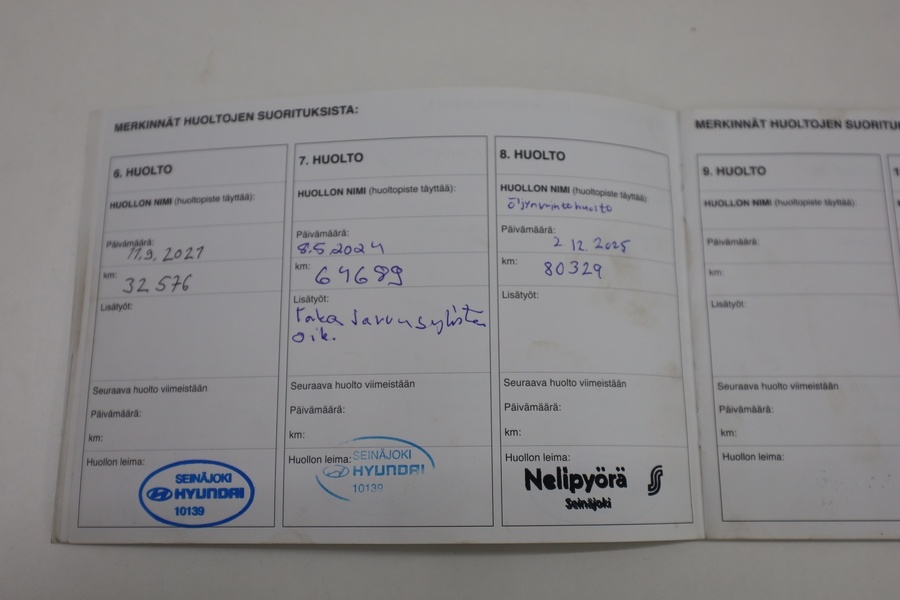 MERKINNÄT HUOLTOJEN SUORITUKSISTA:
6. HUOLTO
HUOLLON NIMI (huoltopiste täyttää):
Päivämäärä:
11.9.2021
km:
32 576
Lisätyöt:
Seuraava huolto viimeistään
Päivämäärä:
km:
Huollon leima:
SEINÄJOKI
HYUNDAI
10139
7. HUOLTO
HUOLLON NIMI (huoltopiste täyttää):
Päivämäärä:
8.5.2024
km:
64689
Lisätyöt:
Taka
oik.
Seuraava huolto viimeistään
Päivämäärä:
km:
Huollon leima:
SEINÄJOKI
HYUNDAI
10139
8. HUOLTO
HUOLLON NIMI (huoltopiste täyttää):
Päivämäärä:
2 12.2025
km:
80329
Lisätyöt:
Seuraava huolto viimeistään
Päivämäärä:
km:
Huollon leima:
Nelipyörä
Seinäjoki
MERKINNÄT HUOLTOJEN SUORITU
9. HUOLTO
HUOLLON NIMI (huoltopiste täyttää):
Päivämäärä:
km:
Lisätyöt:
Seuraava huolto viimeistään
Päivämäärä:
km:
Huollon leima: